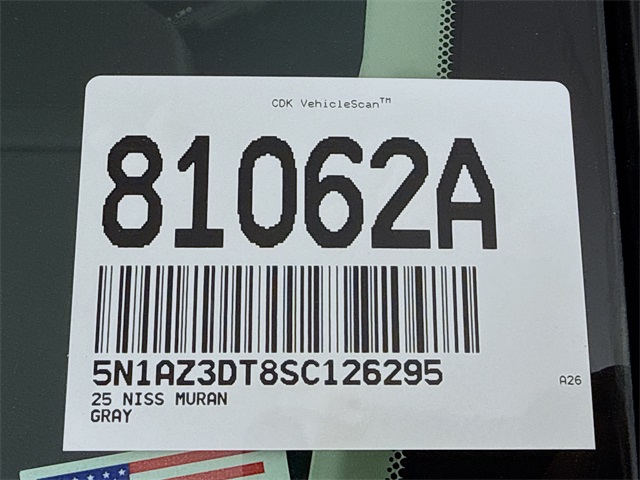 CDK VehicleScan™
81062A
5N1AZ3DT8SC126295
25 NISS MURAN
GRAY
A26